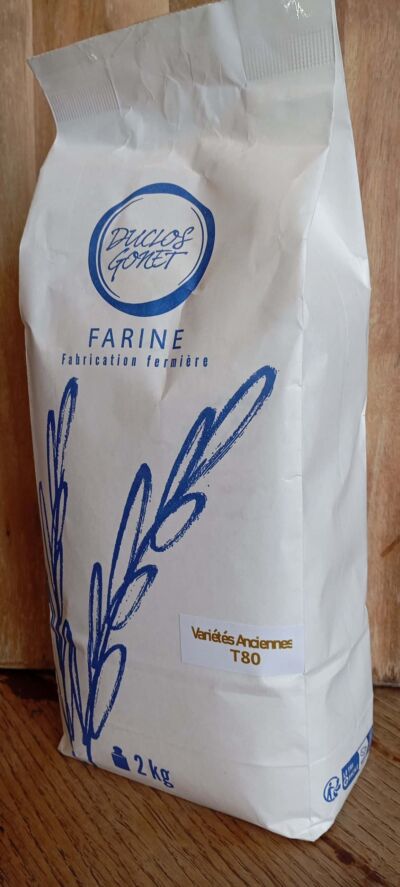 DUCLOS
GONET
FARINE
Fabrication fermière
Variétés Anciennes
T80
2 kg